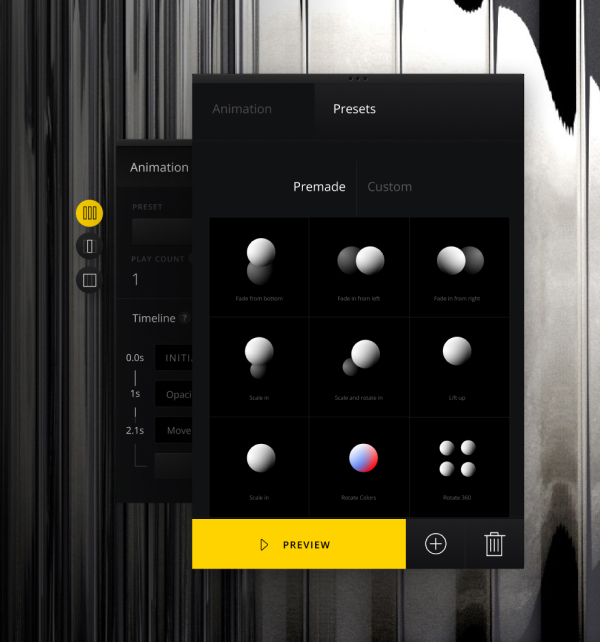 Animation
Presets
Animation
Premade
Custom
PRESET
PLAY COUNT
1
Fade from bottom
Fade in from left
Fade in from right
Timeline ?
0.0s
1s
Opaci
2.1s
Move
Scale in
Scale and rotate in
Lift up
Scale in
Rotate Colors
Rotate 360
PREVIEW